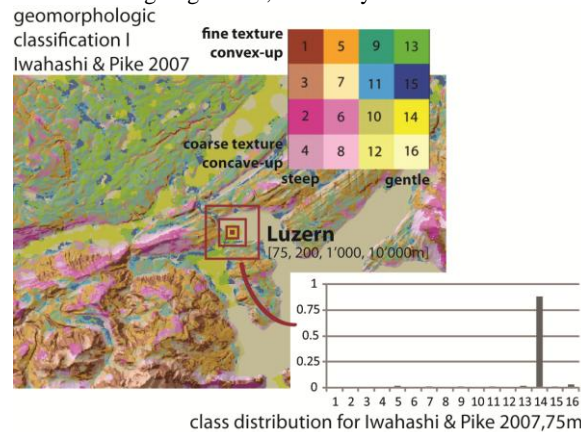 geomorphologic
classification I
Iwahashi & Pike 2007
fine texture
convex-up
1 5 9 13
3 7 11 15
2 6 10 14
coarse texture
concave-up
4 8 12 16
steep gentle
Luzern
[75, 200, 1'000, 10'000m]
1
0.75
0.5
0.25
0
1 2 3 4 5 6 7 8 9 10 11 12 13 14 15 16
class distribution for Iwahashi & Pike 2007,75m